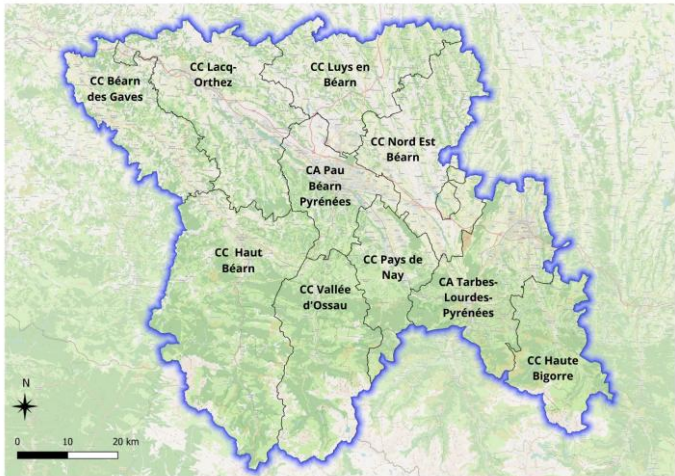 CC Béarn
des Gaves
CC Lacq-
Orthez
CC Luys en
Béarn
CC Nord Est
Béarn
CA Pau
Béarn
Pyrénées
CC Haut
Béarn
CC Vallée
d'Ossau
CC Pays de
Nay
CA Tarbes-
Lourdes-
Pyrénées
CC Haute
Bigorre
N
0 10 20 km